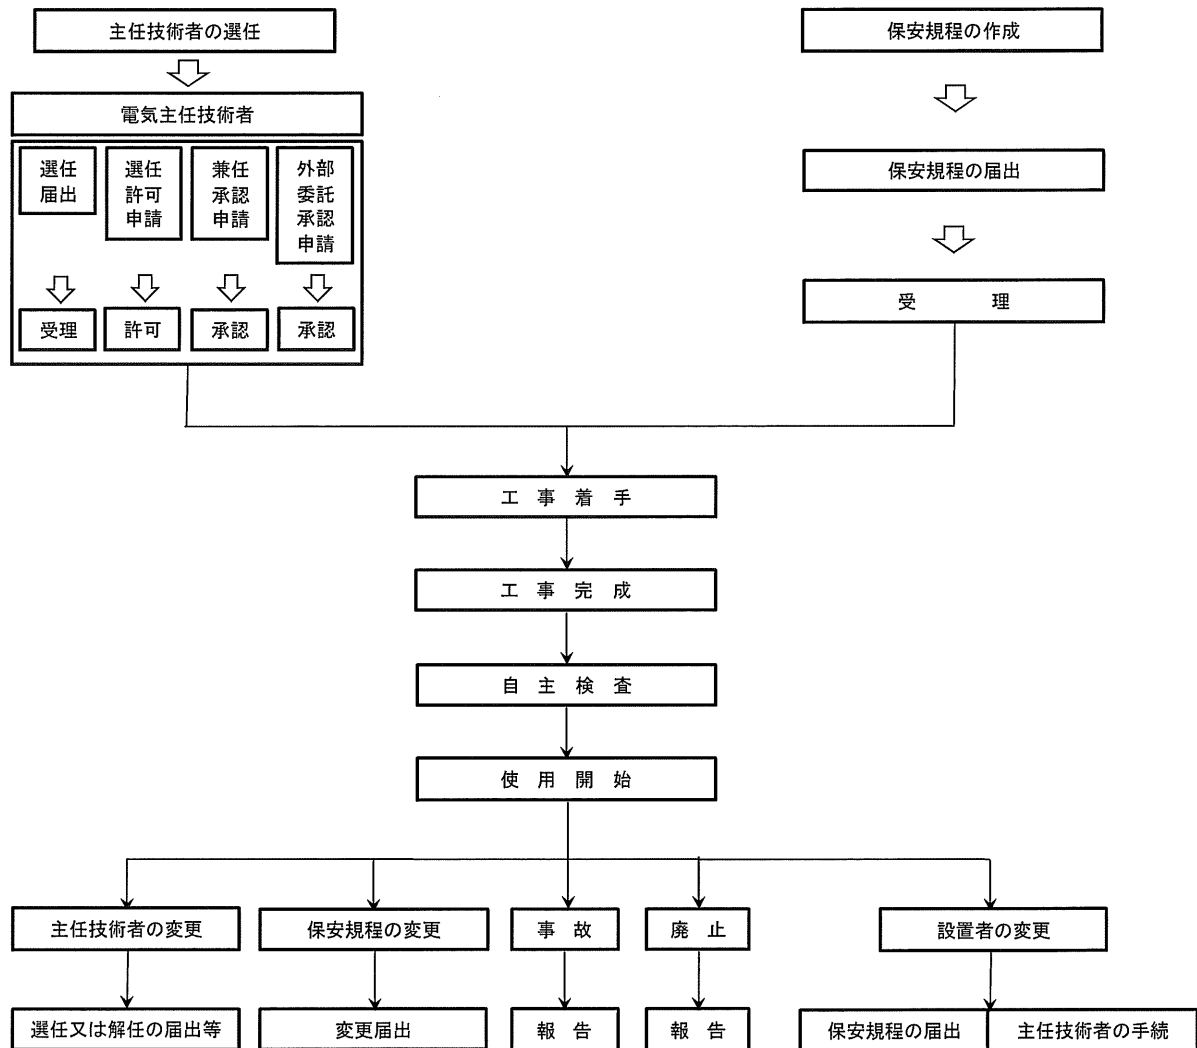 主任技術者の選任
保安規程の作成
電気主任技術者
選任
届出
選任
許可
申請
兼任
承認
申請
外部
委託
承認
申請
保安規程の届出
受理
許可
承認
承認
受　理
工事着手
工事完成
自主検査
使用開始
主任技術者の変更
保安規程の変更
事故
廃止
設置者の変更
選任又は解任の届出等
変更届出
報告
報告
保安規程の届出
主任技術者の手続